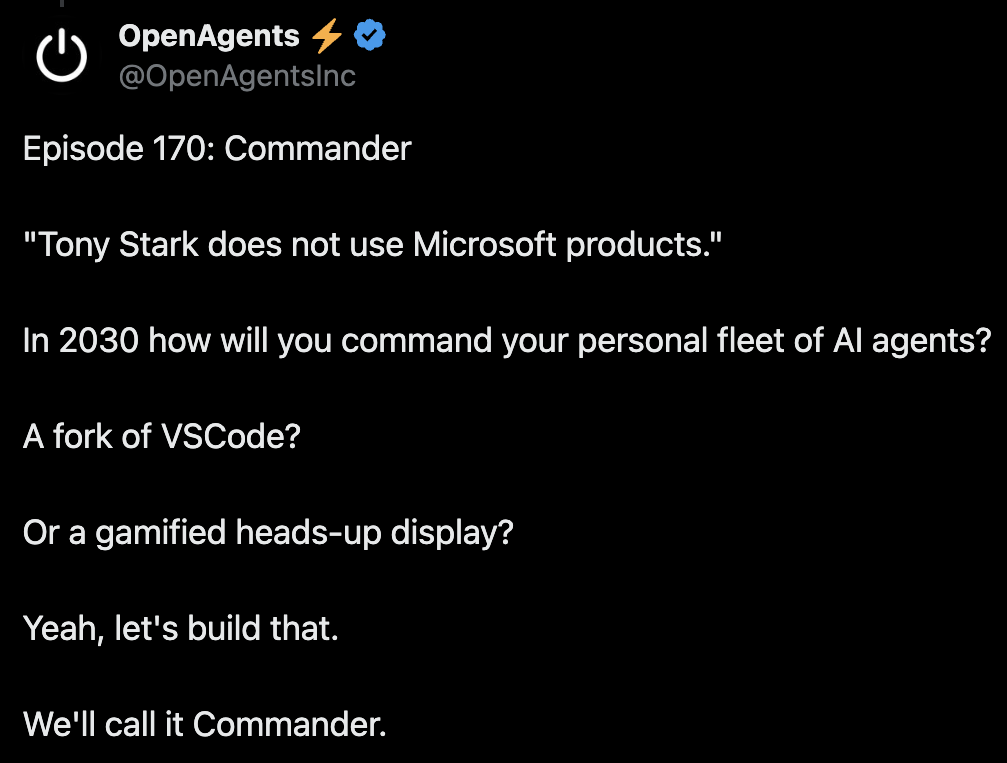 OpenAgents ⚡
@OpenAgentsInc
Episode 170: Commander
"Tony Stark does not use Microsoft products."
In 2030 how will you command your personal fleet of AI agents?
A fork of VSCode?
Or a gamified heads-up display?
Yeah, let's build that.
We'll call it Commander.